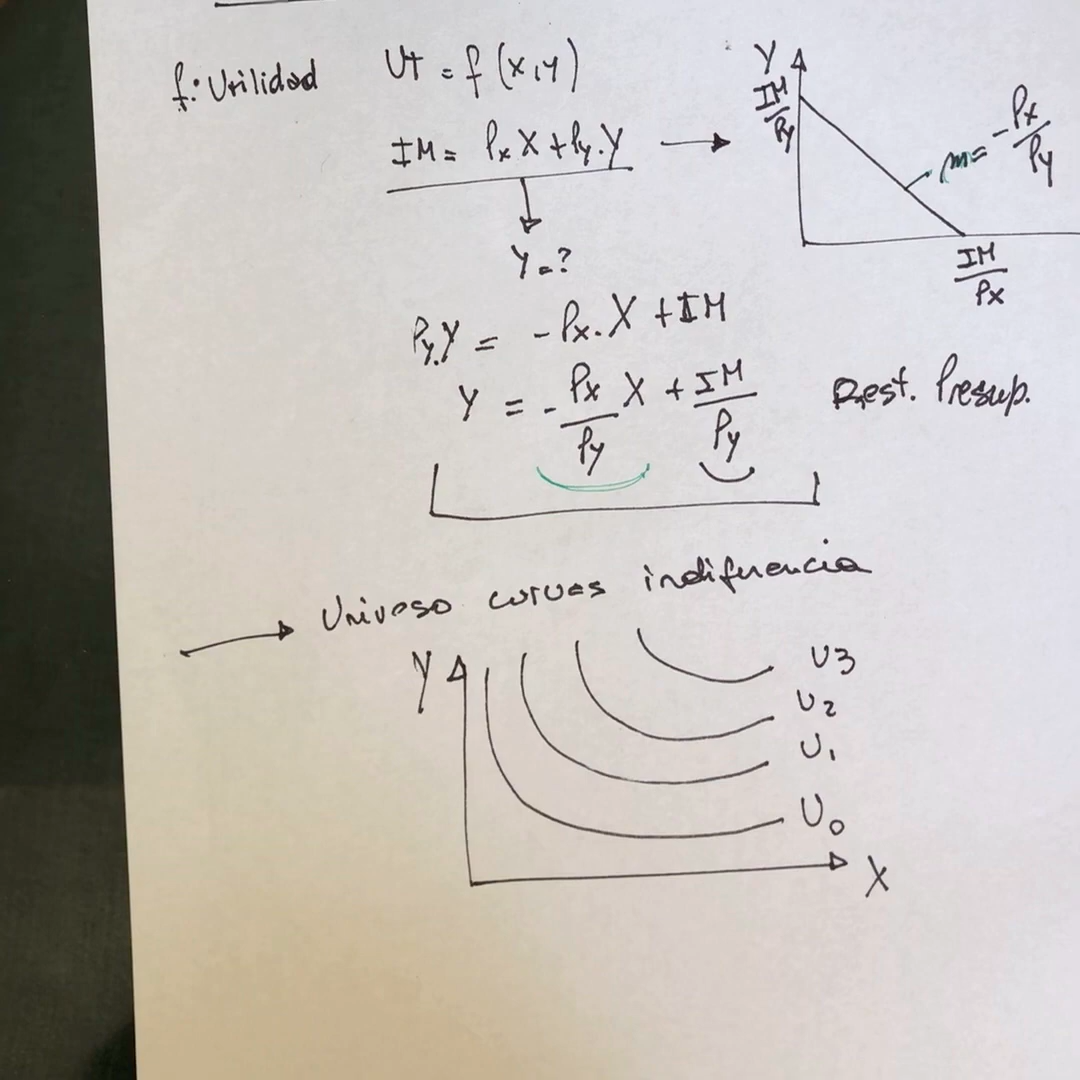 f: Utilidad
UT = f (x,y)
IM = Px X + Py.Y
Y = ?
Py.Y = - Px. X + IM
Y = - Px/Py X + IM/Py
Rest. Presup.
Y
IM/Py
m = - Px/Py
IM/Px
Univeso curvas indiferencia
Y
U3
U2
U1
U0
X